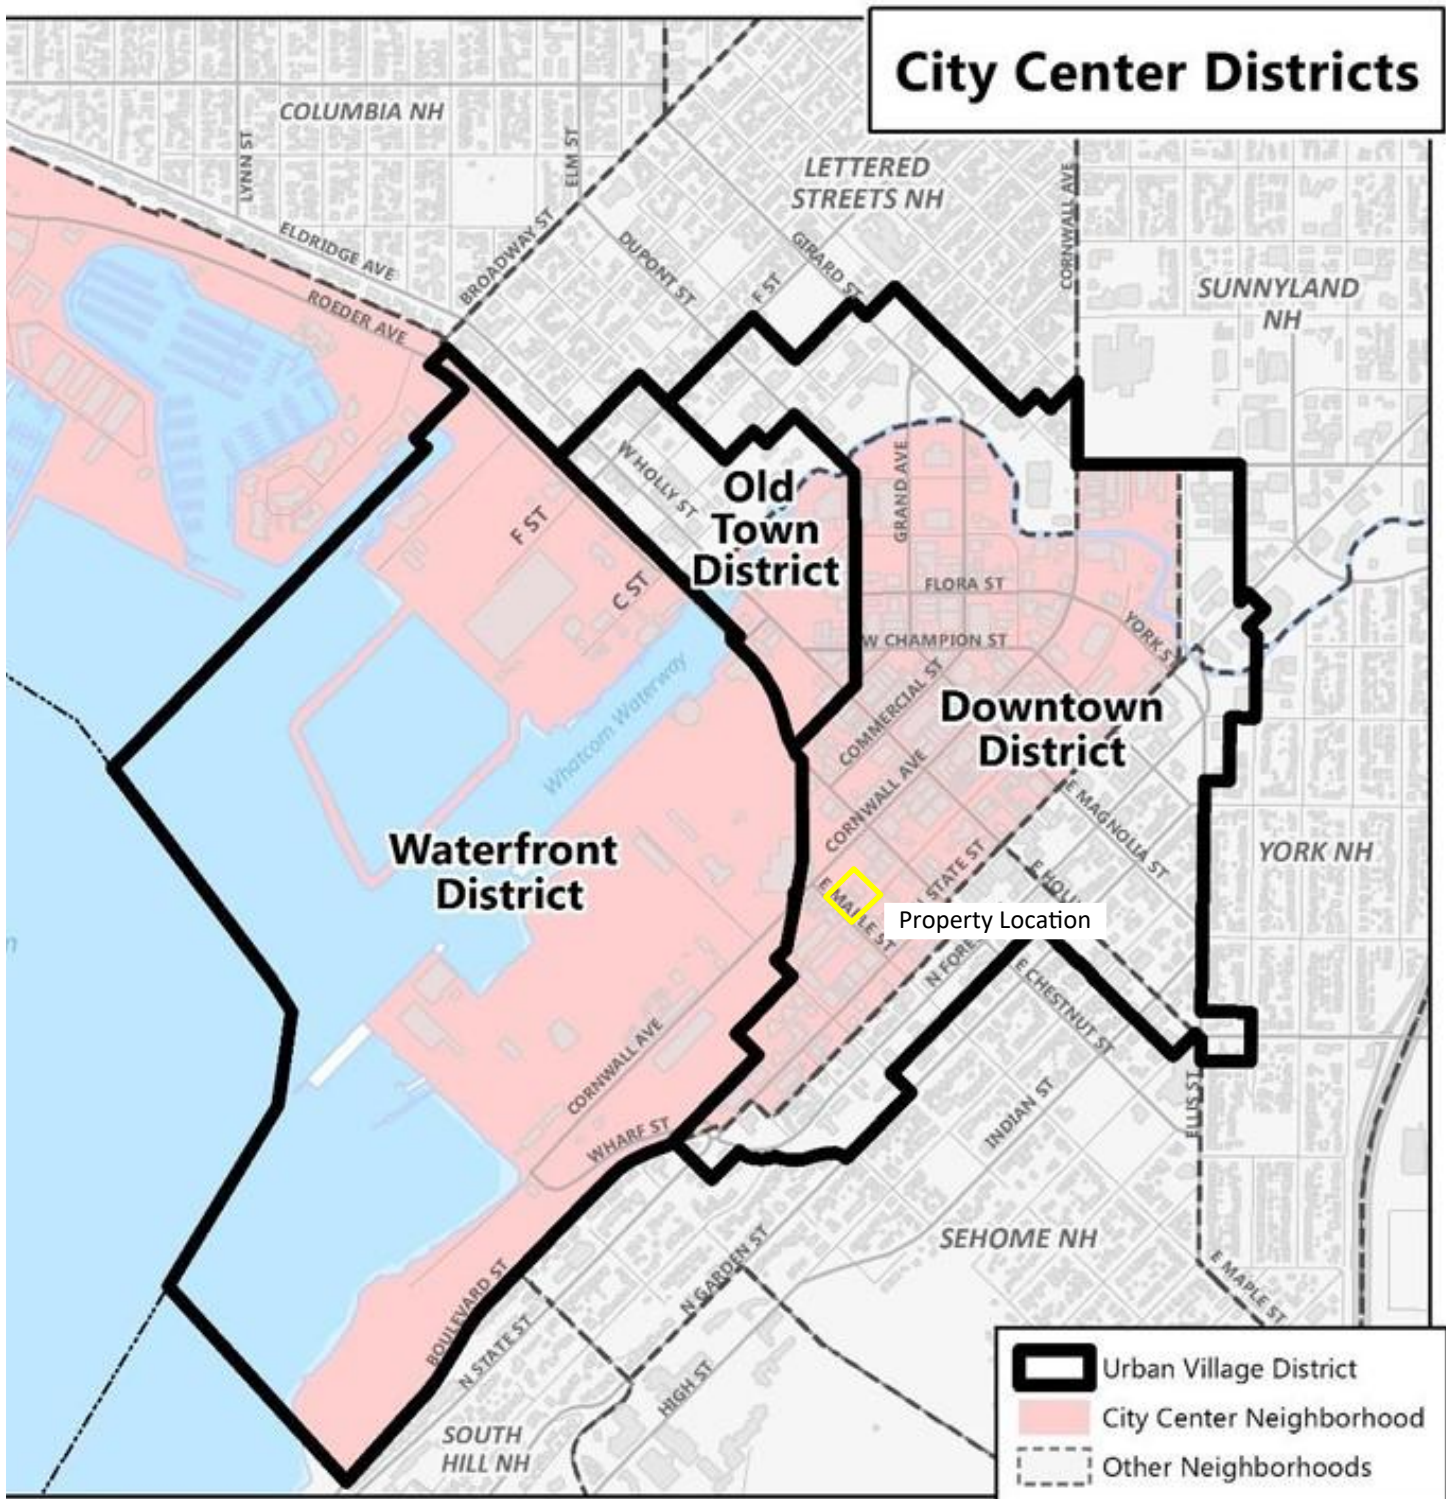 City Center Districts
COLUMBIA NH
LYNN ST
ELM ST
LETTERED
STREETS NH
CORNWALL AVE
ELDRIDGE AVE
BROADWAY ST
DUPONT ST
F ST
GIRARD ST
SUNNYLAND
NH
ROEDER AVE
W HOLLY ST
Old
Town
District
GRAND AVE
F ST
C ST
FLORA ST
W CHAMPION ST
YORK ST
Whatcom Waterway
COMMERCIAL ST
Downtown
District
CORNWALL AVE
E MAGNOLIA ST
Waterfront
District
YORK NH
E MAPLE ST
STATE ST
Property Location
N
E CHESTNUT ST
CORNWALL AVE
WHARF ST
INDIAN ST
ELLIS ST
SEHOME NH
BOULEVARD ST
N GARDEN ST
E MAPLE ST
N STATE ST
HIGH ST
SOUTH
HILL NH
Urban Village District
City Center Neighborhood
Other Neighborhoods